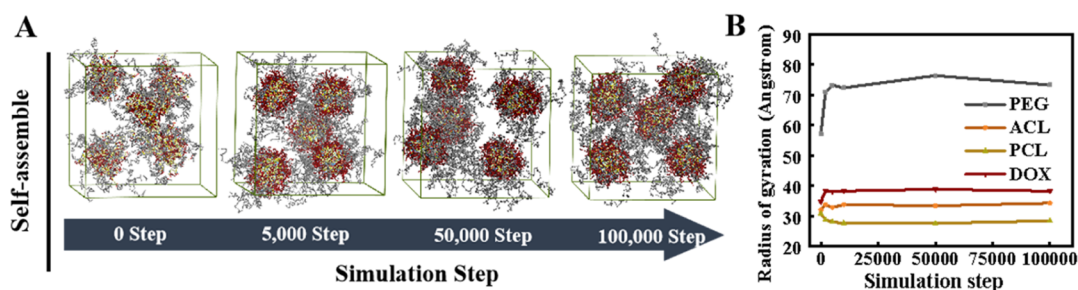 A
Self-assemble
0 Step
5,000 Step
50,000 Step
100,000 Step
Simulation Step
B
Radius of gyration (Angstrom)
90
80
70
60
50
40
30
20
PEG
ACL
PCL
DOX
0 25000 50000 75000 100000
Simulation step